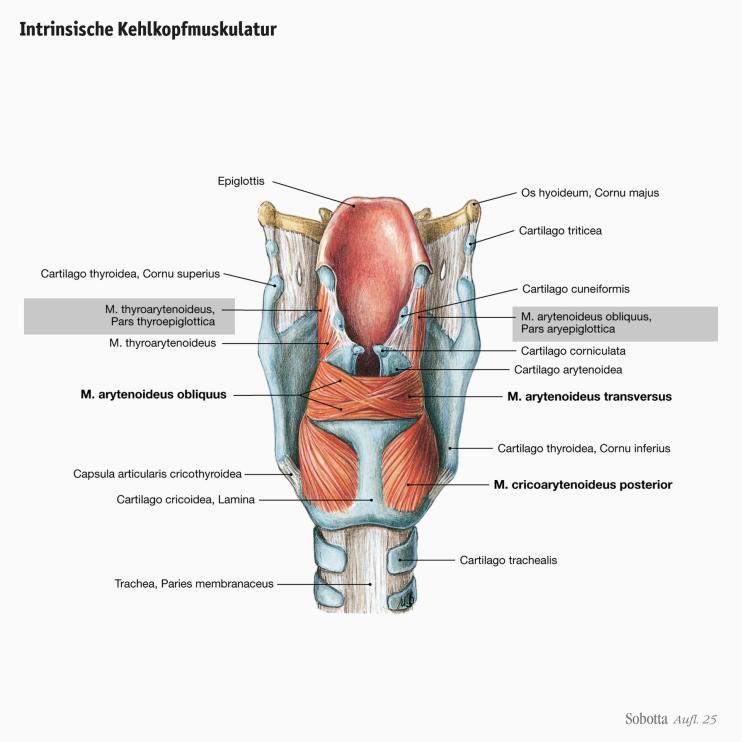 Intrinsische Kehlkopfmuskulatur
Epiglottis
Os hyoideum, Cornu majus
Cartilago triticea
Cartilago thyroidea, Cornu superius
Cartilago cuneiformis
M. thyroarytenoideus,
Pars thyroepiglottica
M. arytenoideus obliquus,
Pars aryepiglottica
M. thyroarytenoideus
Cartilago corniculata
Cartilago arytenoidea
M. arytenoideus obliquus
M. arytenoideus transversus
Cartilago thyroidea, Cornu inferius
Capsula articularis cricothyroidea
M. cricoarytenoideus posterior
Cartilago cricoidea, Lamina
Cartilago trachealis
Trachea, Paries membranaceus
Sobotta Aufl. 25